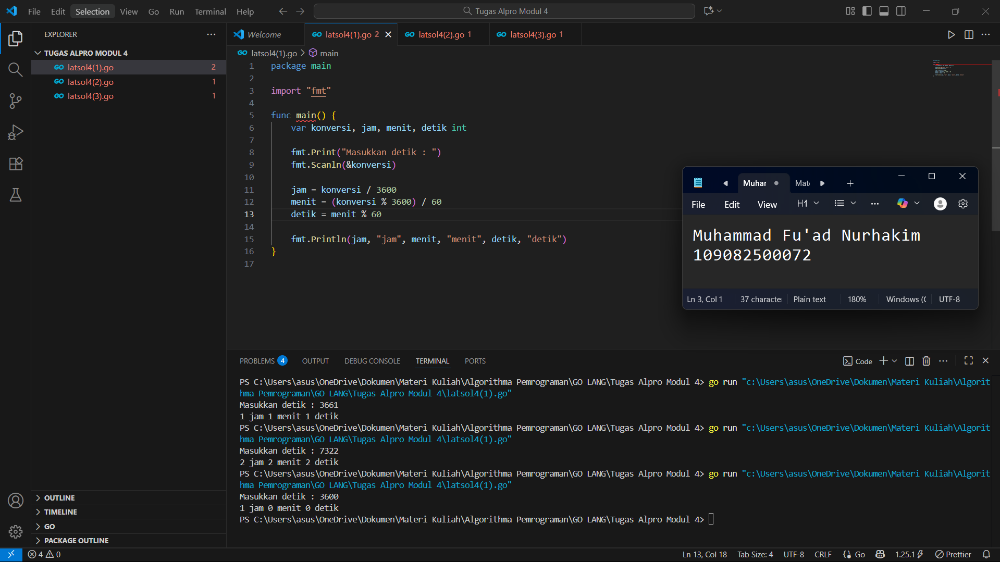 File Edit Selection View Go Run Terminal Help
Tugas Alpro Modul 4
EXPLORER
TUGAS ALPRO MODUL 4
latsol4(1).go 2
latsol4(2).go 1
latsol4(3).go 1
OUTLINE
TIMELINE
GO
PACKAGE OUTLINE
Welcome
latsol4(1).go 2
latsol4(2).go 1
latsol4(3).go 1
latsol4(1).go > main
1 package main
2
3 import "fmt"
4
5 func main() {
6 var konversi, jam, menit, detik int
7
8 fmt.Print("Masukkan detik : ")
9 fmt.Scanln(&konversi)
10
11 jam = konversi / 3600
12 menit = (konversi % 3600) / 60
13 detik = menit % 60
14
15 fmt.Println(jam, "jam", menit, "menit", detik, "detik")
16 }
17
Muhar
Mat
File Edit View H1
Muhammad Fu'ad Nurhakim
109082500072
Ln 3, Col 1 37 character Plain text 180% Windows (C UTF-8
PROBLEMS 4 OUTPUT DEBUG CONSOLE TERMINAL PORTS
Code
PS C:\Users\asus\OneDrive\Dokumen\Materi Kuliah\Algorithma Pemrograman\GO LANG\Tugas Alpro Modul 4> go run "c:\Users\asus\OneDrive\Dokumen\Materi Kuliah\Algorit
hma Pemrograman\GO LANG\Tugas Alpro Modul 4\latsol4(1).go"
Masukkan detik : 3661
1 jam 1 menit 1 detik
PS C:\Users\asus\OneDrive\Dokumen\Materi Kuliah\Algorithma Pemrograman\GO LANG\Tugas Alpro Modul 4> go run "c:\Users\asus\OneDrive\Dokumen\Materi Kuliah\Algorit
hma Pemrograman\GO LANG\Tugas Alpro Modul 4\latsol4(1).go"
Masukkan detik : 7322
2 jam 2 menit 2 detik
PS C:\Users\asus\OneDrive\Dokumen\Materi Kuliah\Algorithma Pemrograman\GO LANG\Tugas Alpro Modul 4> go run "c:\Users\asus\OneDrive\Dokumen\Materi Kuliah\Algorit
hma Pemrograman\GO LANG\Tugas Alpro Modul 4\latsol4(1).go"
Masukkan detik : 3600
1 jam 0 menit 0 detik
PS C:\Users\asus\OneDrive\Dokumen\Materi Kuliah\Algorithma Pemrograman\GO LANG\Tugas Alpro Modul 4>
4 0
Ln 13, Col 18 Tab Size: 4 UTF-8 CRLF Go 1.25.1 Prettier